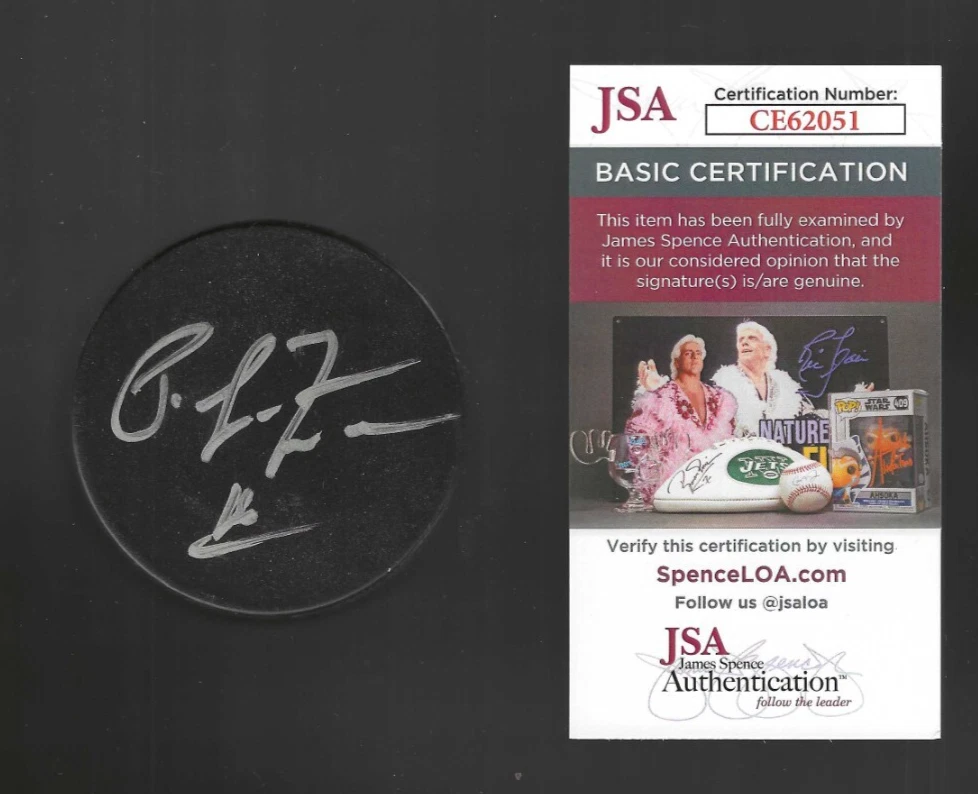 JSA
Certification Number:
CE62051
BASIC CERTIFICATION
This item has been fully examined by
James Spence Authentication, and
it is our considered opinion that the
signature(s) is/are genuine.
POP! STAR WARS 409
NATURE
JETS
AHSOKA
Verify this certification by visiting
SpenceLOA.com
Follow us @jsaloa
JSA
James Spence
Authentication™
follow the leader